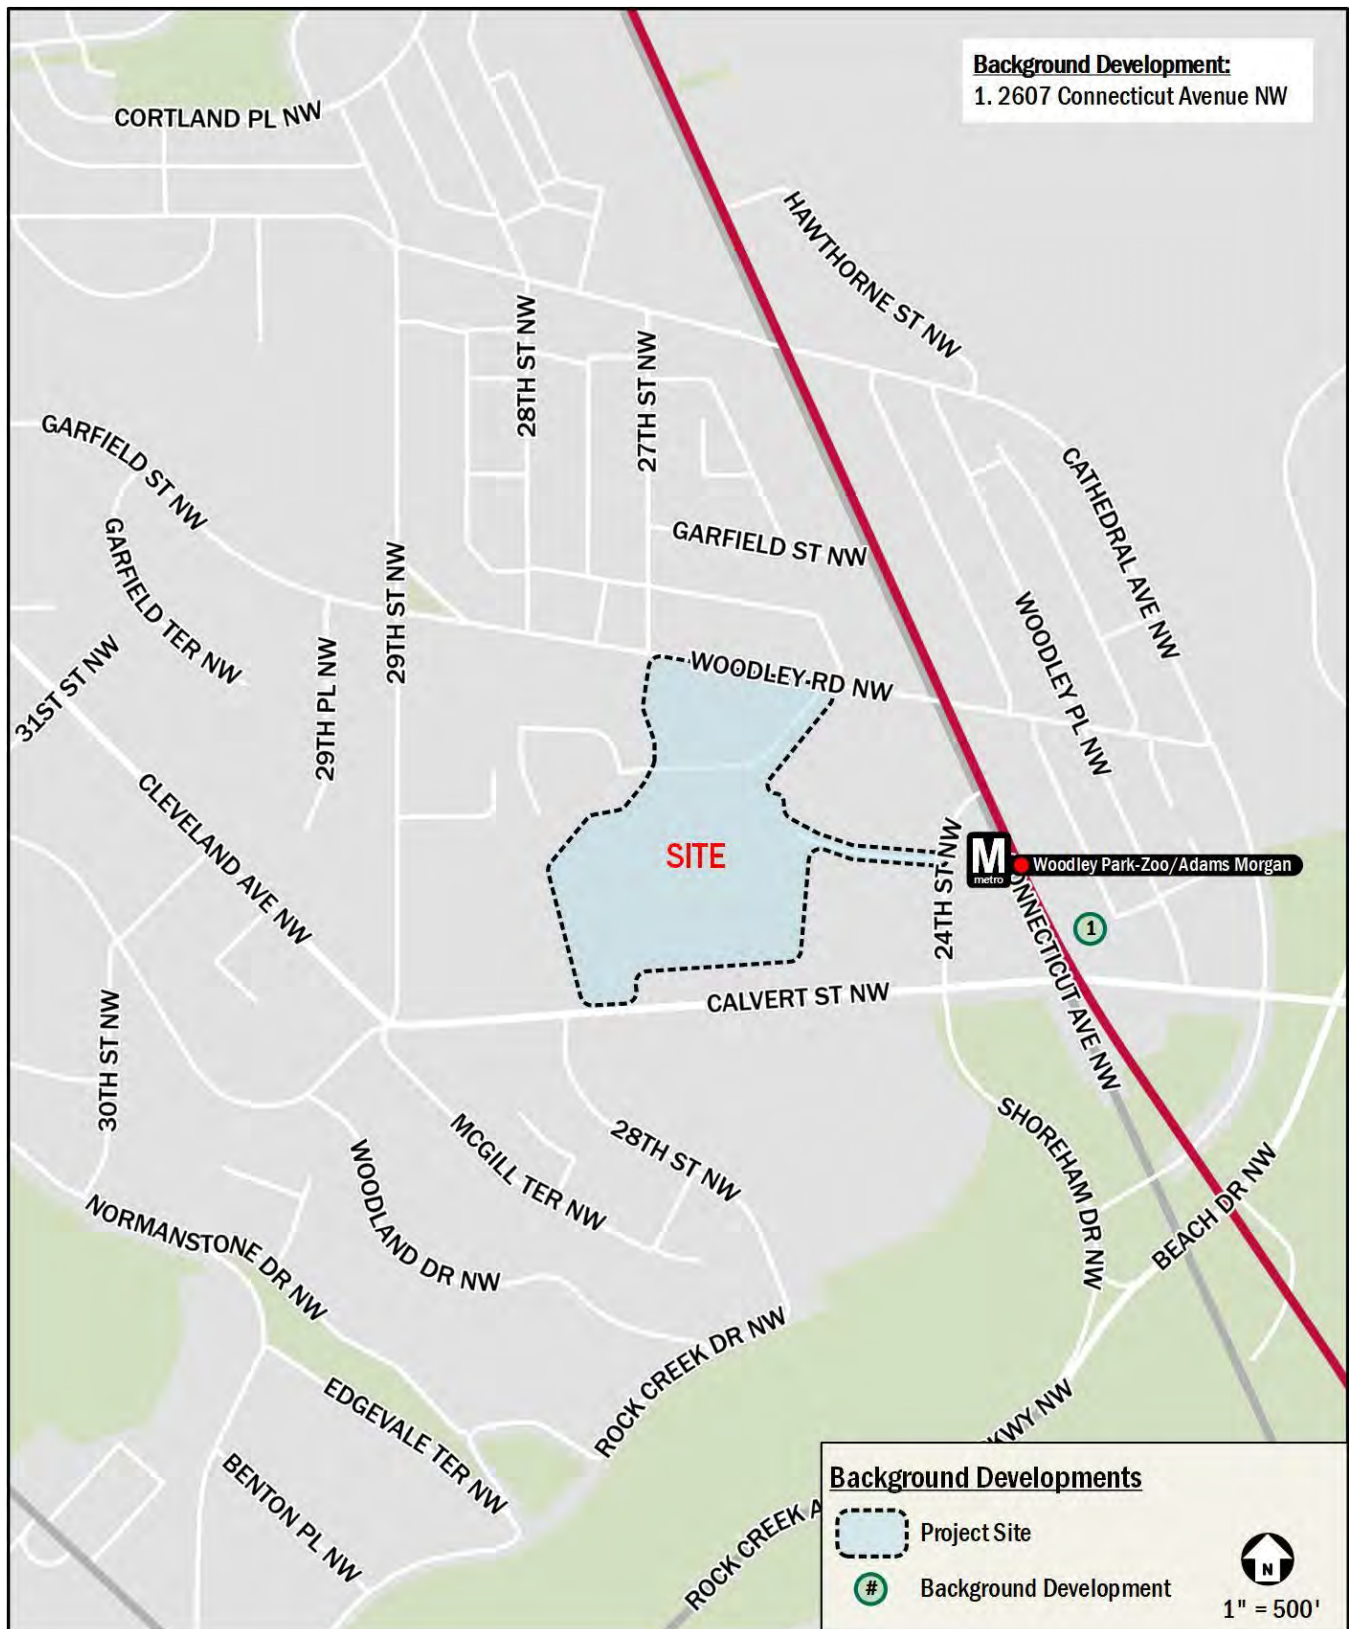 Background Development:
1. 2607 Connecticut Avenue NW
CORTLAND PL NW
HAWTHORNE ST NW
28TH ST NW
27TH ST NW
GARFIELD ST NW
CATHEDRAL AVE NW
GARFIELD ST NW
GARFIELD TER NW
29TH ST NW
WOODLEY PL NW
31ST ST NW
29TH PL NW
WOODLEY RD NW
CLEVELAND AVE NW
SITE
24TH ST NW
M
metro
Woodley Park-Zoo/Adams Morgan
1
CONNECTICUT AVE NW
CALVERT ST NW
30TH ST NW
MCGILL TER NW
28TH ST NW
SHOREHAM DR NW
WOODLAND DR NW
BEACH DR NW
NORMANSTONE DR NW
ROCK CREEK DR NW
EDGEVALE TER NW
BENTON PL NW
ROCK CREEK A
KWY NW
Background Developments
Project Site
# Background Development
N
1" = 500'